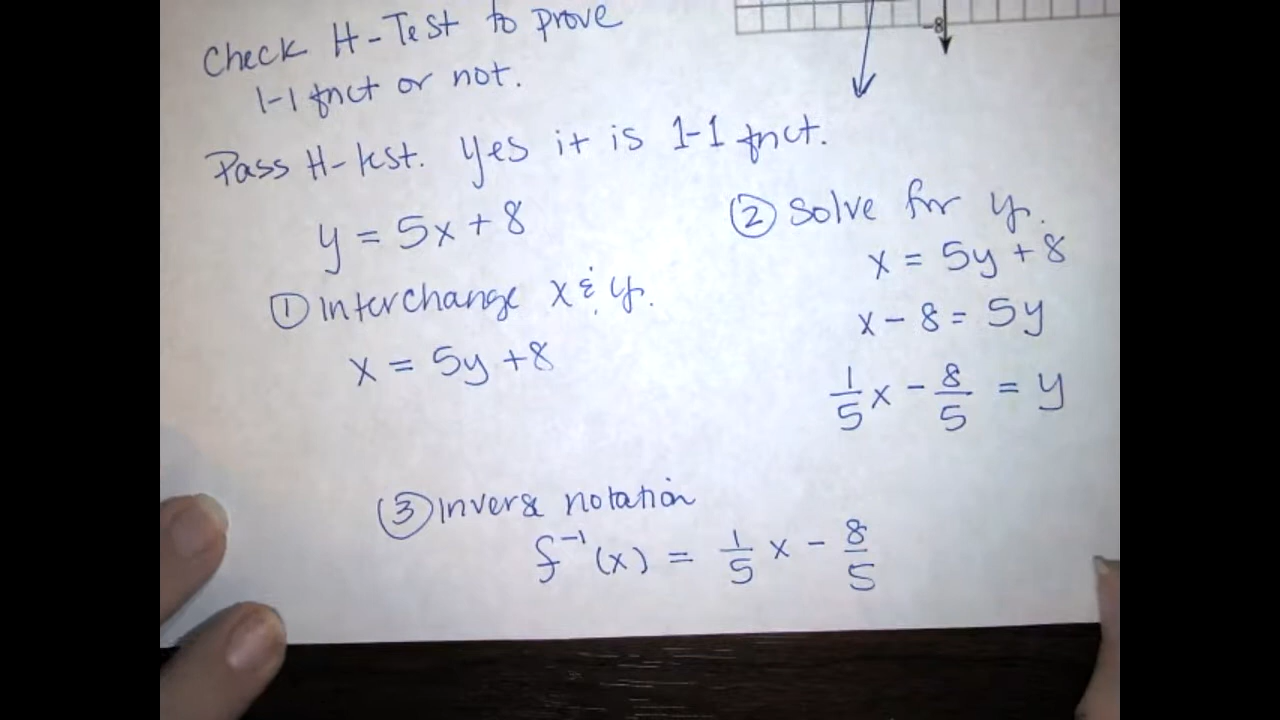 -8
Check H-Test to prove
1-1 fnct or not.
Pass H-test. Yes it is 1-1 fnct.
y = 5x + 8
① interchange x & y.
x = 5y + 8
② Solve for y.
x = 5y + 8
x - 8 = 5y
1/5 x - 8/5 = y
③ inverse notation
f⁻¹(x) = 1/5 x - 8/5